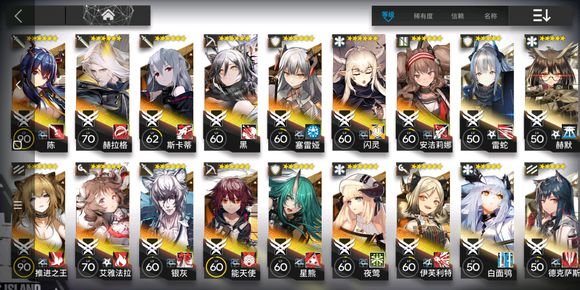 等级 稀有度 信赖 名称
90 70 62 60 60 60 60 50 50
陈 赫拉格 斯卡蒂 黑 塞雷娅 闪灵 安洁莉娜 雷蛇 赫默
90 70 60 60 60 60 60 50 50
推进之王 艾雅法拉 银灰 能天使 星熊 夜莺 伊芙利特 白面鸮 德克萨斯
ISLAND